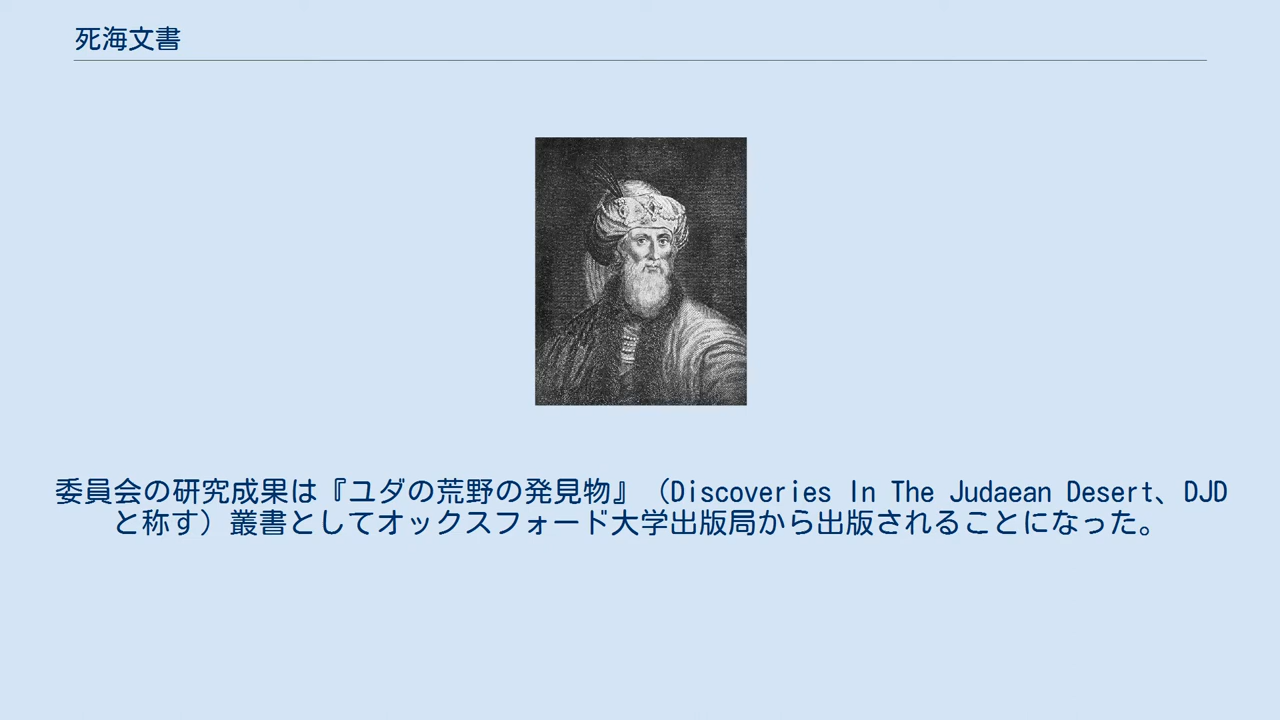 死海文書
委員会の研究成果は『ユダの荒野の発見物』（Discoveries In The Judaean Desert、DJD
と称す）叢書としてオックスフォード大学出版局から出版されることになった。